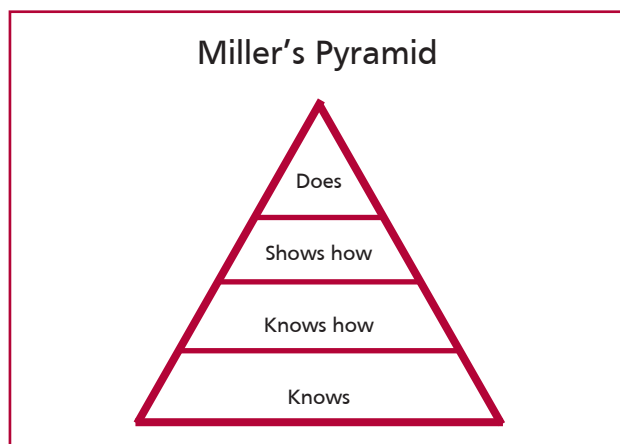 Miller’s Pyramid
Does
Shows how
Knows how
Knows